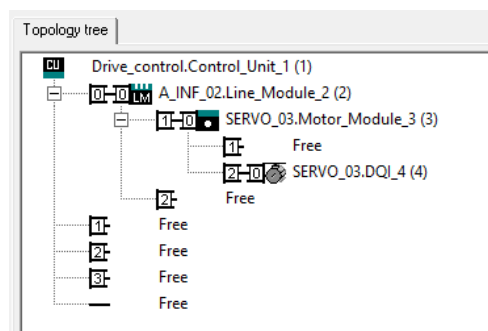 Topology tree
CU Drive_control.Control_Unit_1 (1)
0 0 LM A_INF_02.Line_Module_2 (2)
1 0 SERVO_03.Motor_Module_3 (3)
1 Free
2 0 SERVO_03.DQI_4 (4)
2 Free
1 Free
2 Free
3 Free
Free